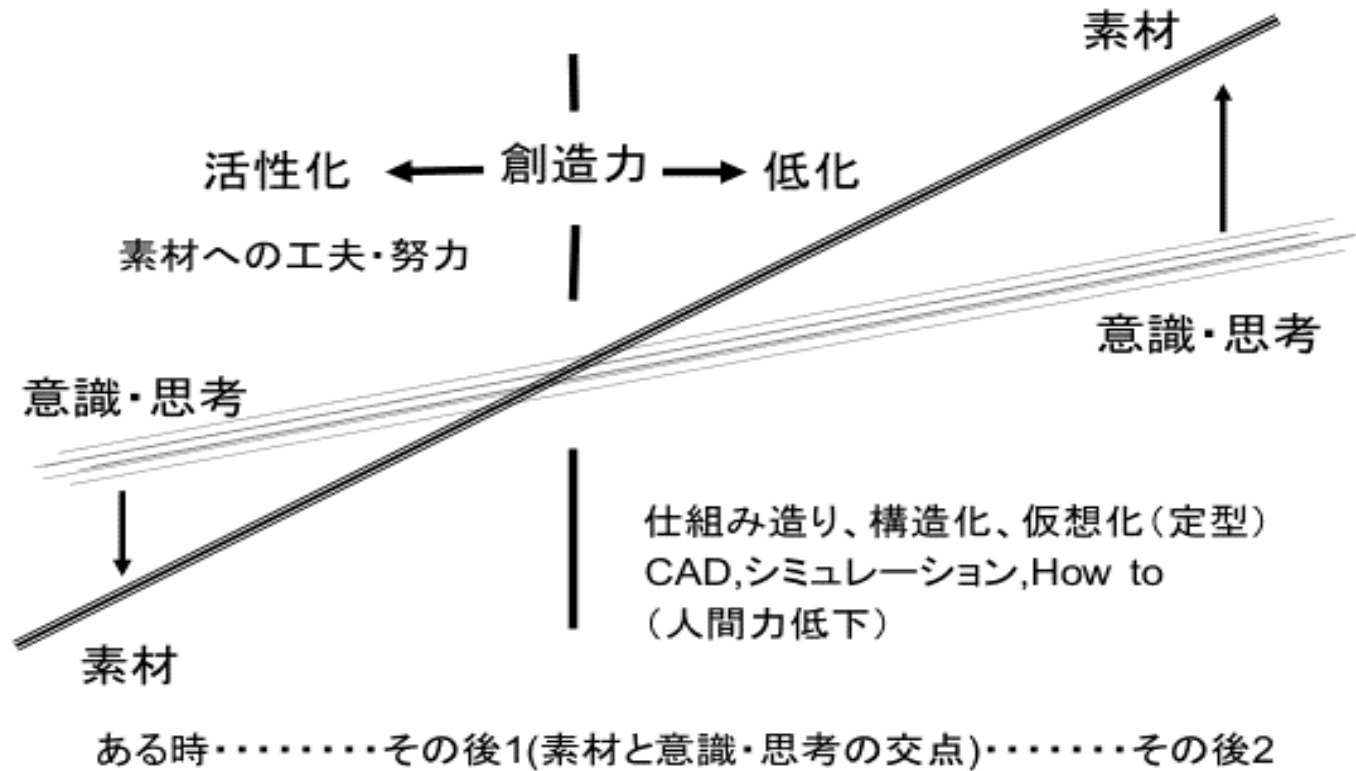 素材
活性化 創造力 低化
素材への工夫・努力
意識・思考
意識・思考
仕組み造り、構造化、仮想化(定型)
CAD,シミュレーション,How to
(人間力低下)
素材
ある時・・・・・・・・その後1(素材と意識・思考の交点)・・・・・・・その後2